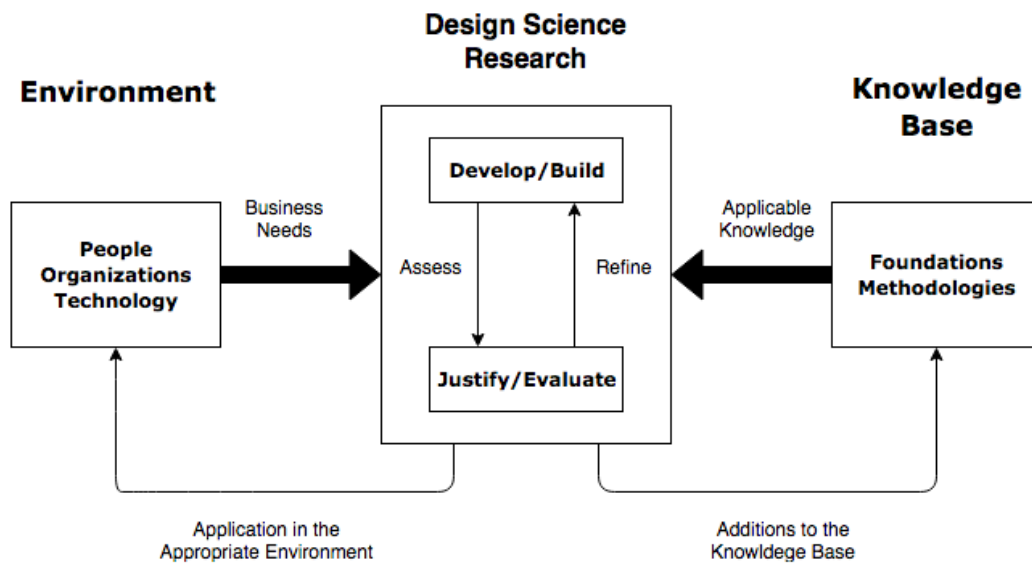 Design Science
Research
Environment
Knowledge
Base
Develop/Build
Business
Needs
Applicable
Knowledge
People
Organizations
Technology
Assess
Refine
Foundations
Methodologies
Justify/Evaluate
Application in the
Appropriate Environment
Additions to the
Knowldege Base